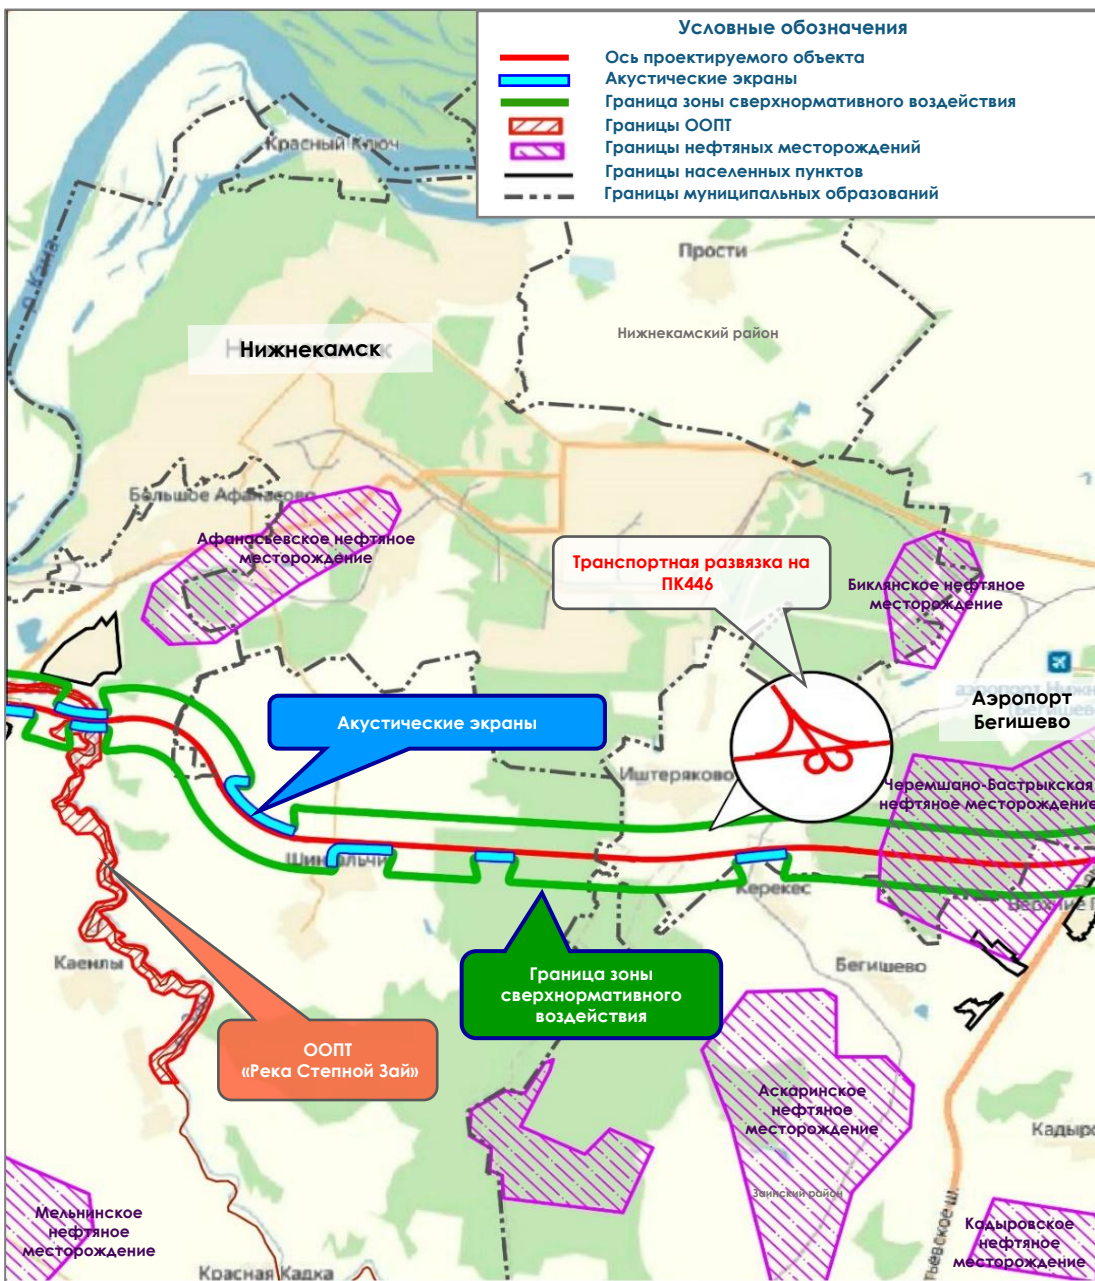 Условные обозначения
Ось проектируемого объекта
Акустические экраны
Граница зоны сверхнормативного воздействия
Границы ООПТ
Границы нефтяных месторождений
Границы населенных пунктов
Границы муниципальных образований
Красный Ключ
р. Кама
Прости
Нижнекамский район
Нижнекамск
Большое Афанасово
Афанасьевское нефтяное
месторождение
Транспортная развязка на
ПК446
Биклянское нефтяное
месторождение
Аэропорт
Бегишево
Акустические экраны
Иштеряково
Черемшано-Бастрыкская
нефтяное месторождение
Керекес
Каенлы
Граница зоны
сверхнормативного
воздействия
Бегишево
ООПТ
«Река Степной Зай»
Аскаринское
нефтяное
месторождение
Заинский район
Мельнинское
нефтяное
месторождение
Кадыровское
нефтяное
месторождение
Красная Кадка